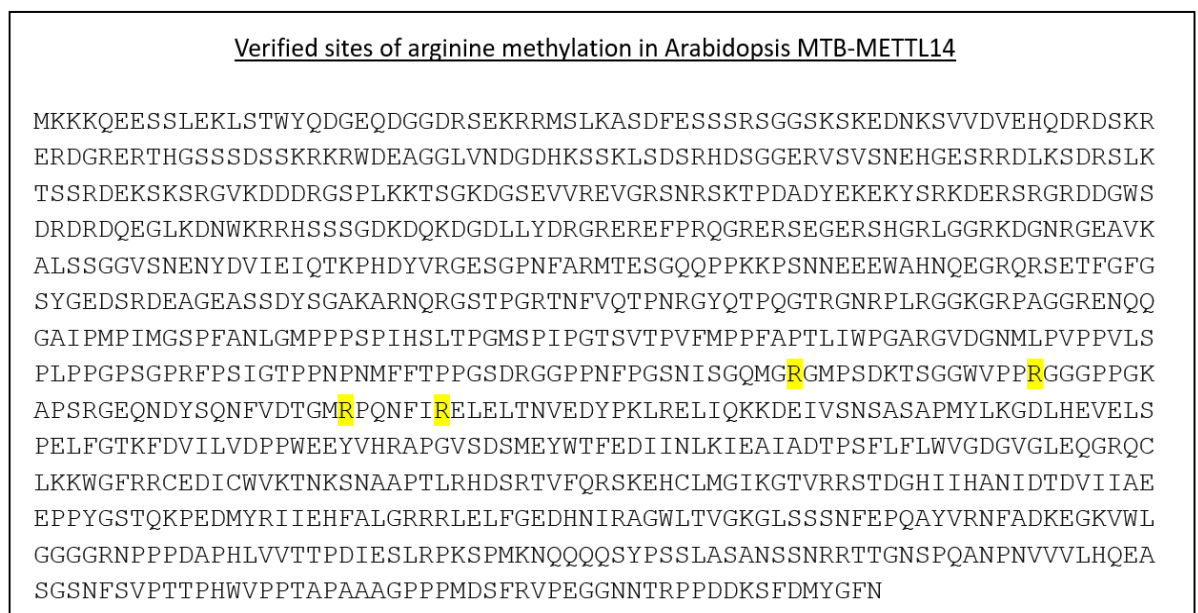 Verified sites of arginine methylation in Arabidopsis MTB-METTL14
MKKKQEESSLEKLSTWYQDGEQDGGDRSEKRRMSLKASDFESSSRSGGSKSKEDNKSVVDVEHQDRDSKR
ERDGRERTHGSSSDSSKRKRWDEAGGLVNDGDHKSSKLSDSRHDSGGERVSVSNEHGESRRDLKSDRSLK
TSSRDEKSKSRGVKDDDRGSPLKKTSGKDGSEVVREVGRSNRSKTPDADYEKEKYSRKDERSRGRDDGWS
DRDRDQEGLKDNWKRRHSSSSGDKDQKDGDLLYDRGREREFPRQGRERSEGERSHGRLGGRKDGNRGEAVK
ALSSGGVSNENYDVIEIQTKPHDYVRGESGPNFARMTESGQQPPKKPSNNEEEWAHNQEGRQRSETFGFG
SYGEDSRDEAGEASSDYSGAKARNQRGSTPGRTNFVQTPNRGYQTPQGTRGNRPLRGGKGRPAGGRENQQ
GAIPMPIMGSPFANLGMPPPSPIHSLTPGMSPIPGTSVTPVFMPPFAPTLIWPGARGVDGNMLPVPPVLS
PLPPGPSGPRFPSIGTPPNPNMFFTPPGSDRGGPPNFPGSNISGQMGRGMPSDKTSGGWVPPRGGGPPGK
APSRGEQNDYSQNFVDTGMRPQNFIRELELTNVEDYPKLRELIQKKDEIVSNSASAPMYLKGDLHEVELS
PELFGTKFDVILVDPPWEEYVHRAPGVSDSMEYWTFEDIINLKIEAIADTPSFLFLWVGDGVGLEQGRQC
LKKWGFRRCEDICWVKTNKSNAAPTLRHDSRTVFQRSKEHCLMGIKGTVRRSTDGHIIHANIDTDVIIAE
EPPYGSTQKPEDMYRIIEHFALGRRRLELFGEDHNIRAGWLTVGKGLSSSNFEPQAYVRNFADKEGKVWL
GGGGRNPPPDAPHLVVTTPDIESLRPKSPMKNQQQQSYPSSLASANSSNRRTTGNSPQANPNVVVLHQEA
SGSNFSVPTTPHWVPPTAPAAAGPPPMDSFRVPEGGNNTRPPDDKSFDMYGFN